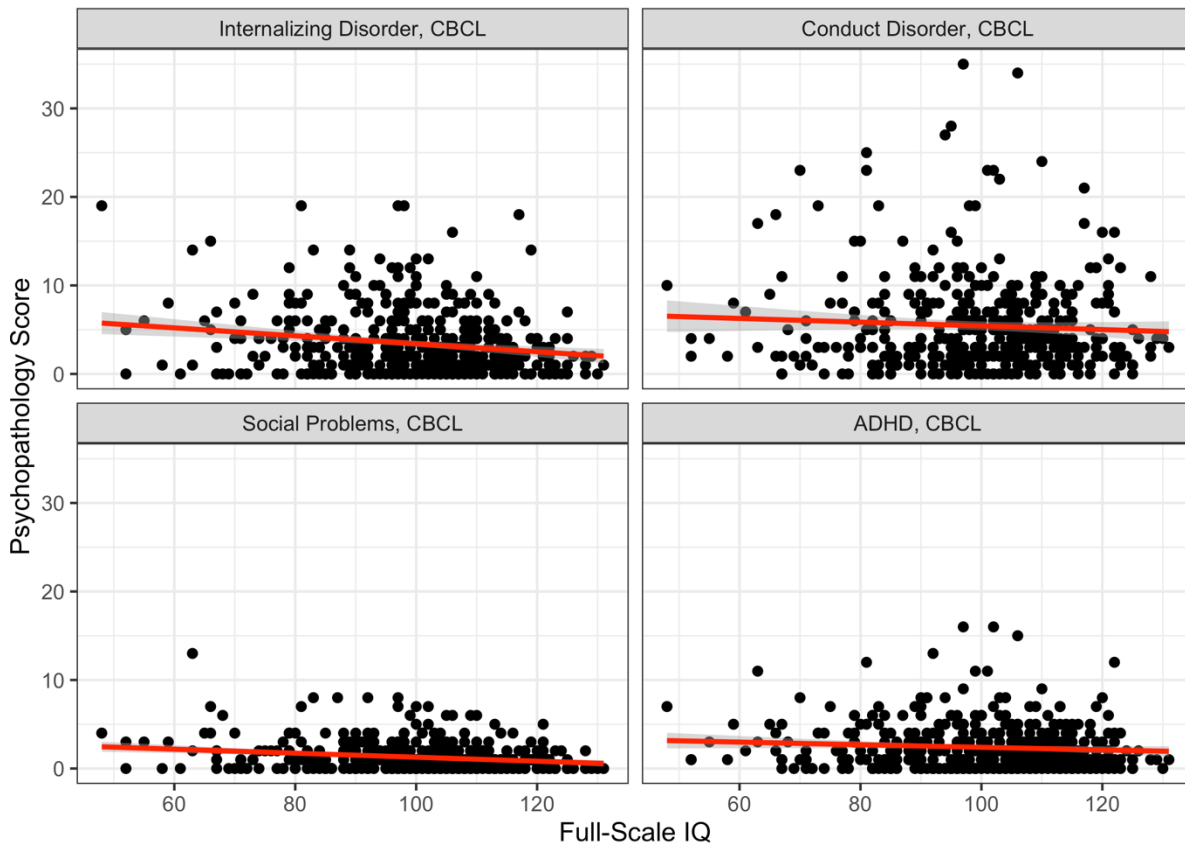 Internalizing Disorder, CBCL
Conduct Disorder, CBCL
30
20
10
0
Social Problems, CBCL
ADHD, CBCL
30
20
10
0
60 80 100 120
60 80 100 120
Psychopathology Score
Full-Scale IQ